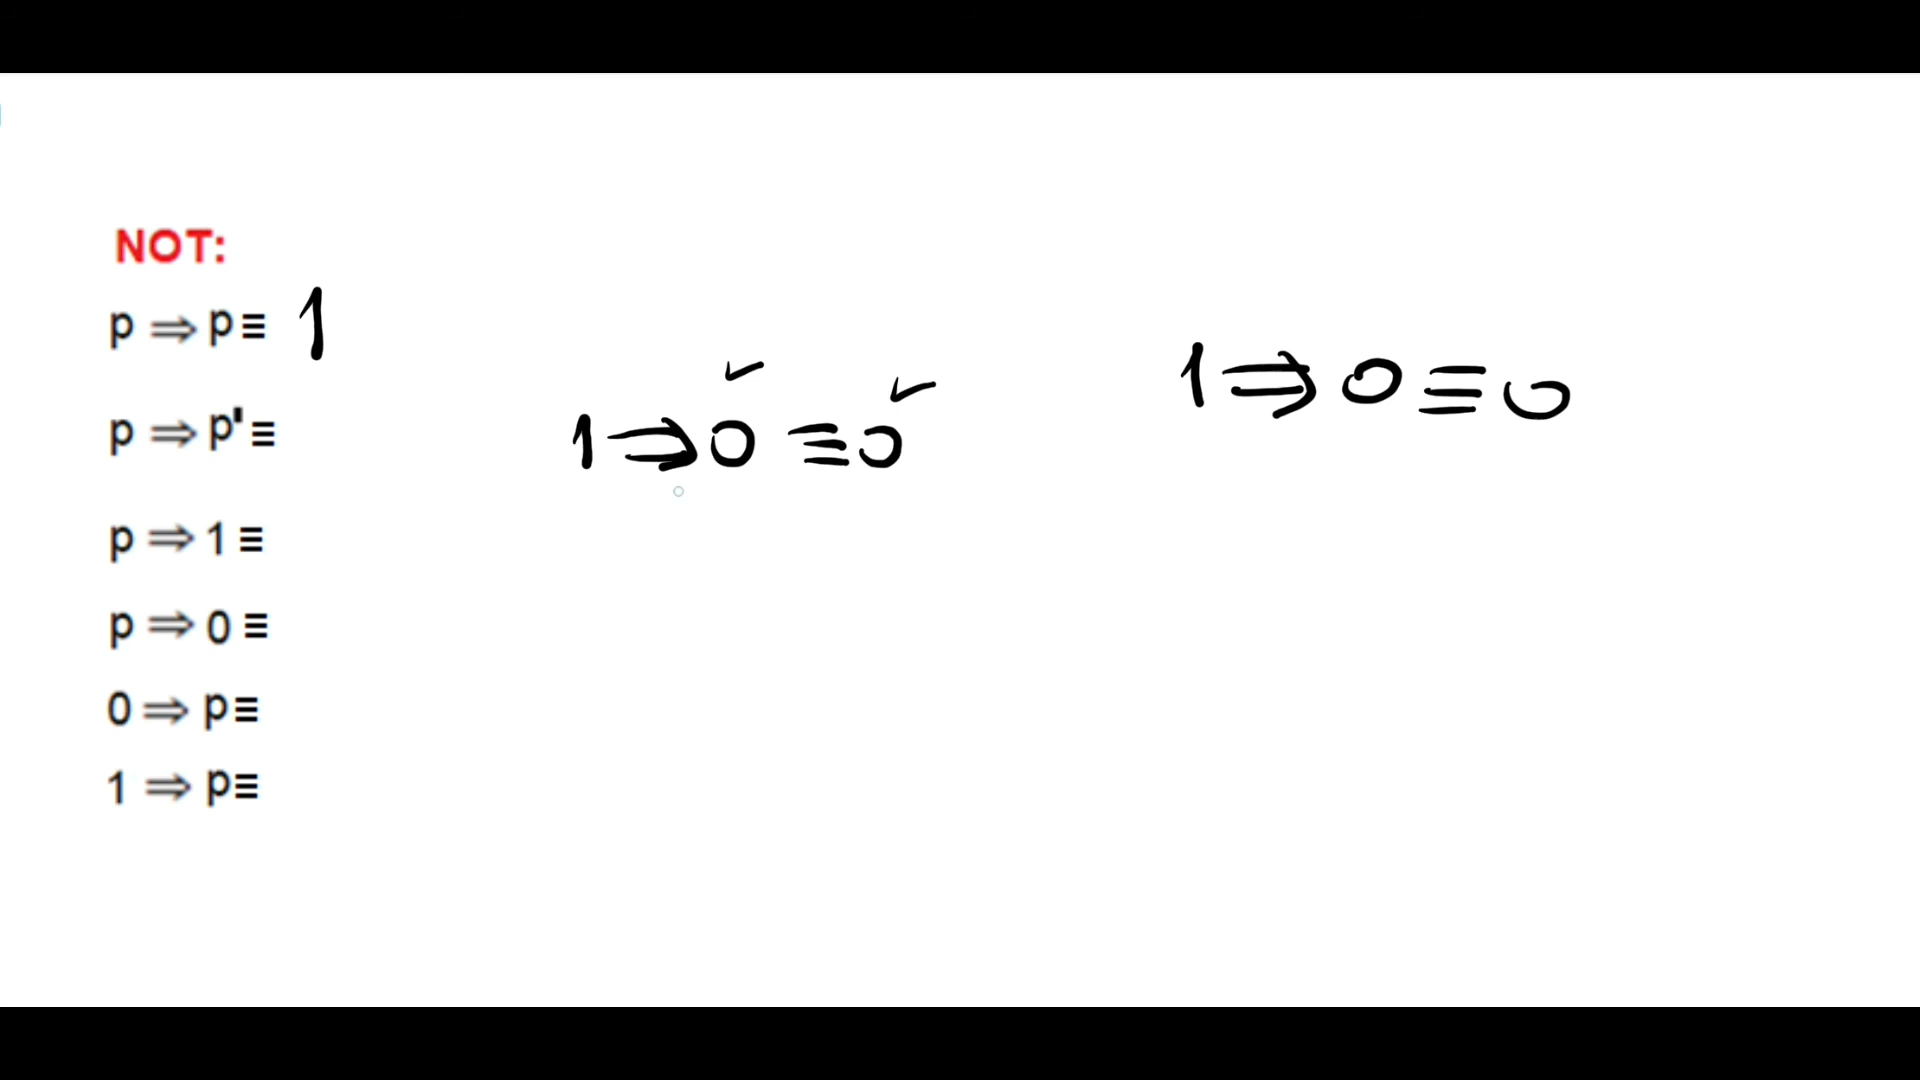 NOT:
p ⇒ p ≡ 1
p ⇒ p' ≡
1 ⇒ 0 ≡ 0
1 ⇒ 0 ≡ 0
p ⇒ 1 ≡
p ⇒ 0 ≡
0 ⇒ p ≡
1 ⇒ p ≡